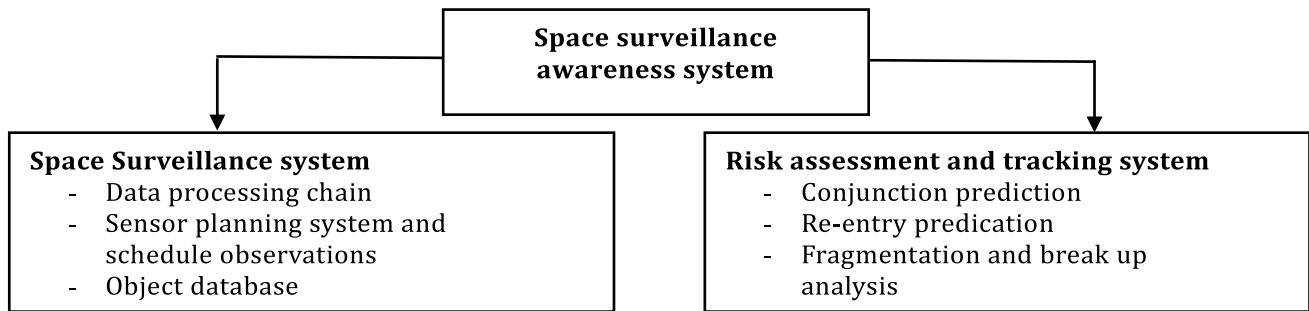 Space surveillance
awareness system
Space Surveillance system
- Data processing chain
- Sensor planning system and
schedule observations
- Object database
Risk assessment and tracking system
- Conjunction prediction
- Re-entry predication
- Fragmentation and break up
analysis